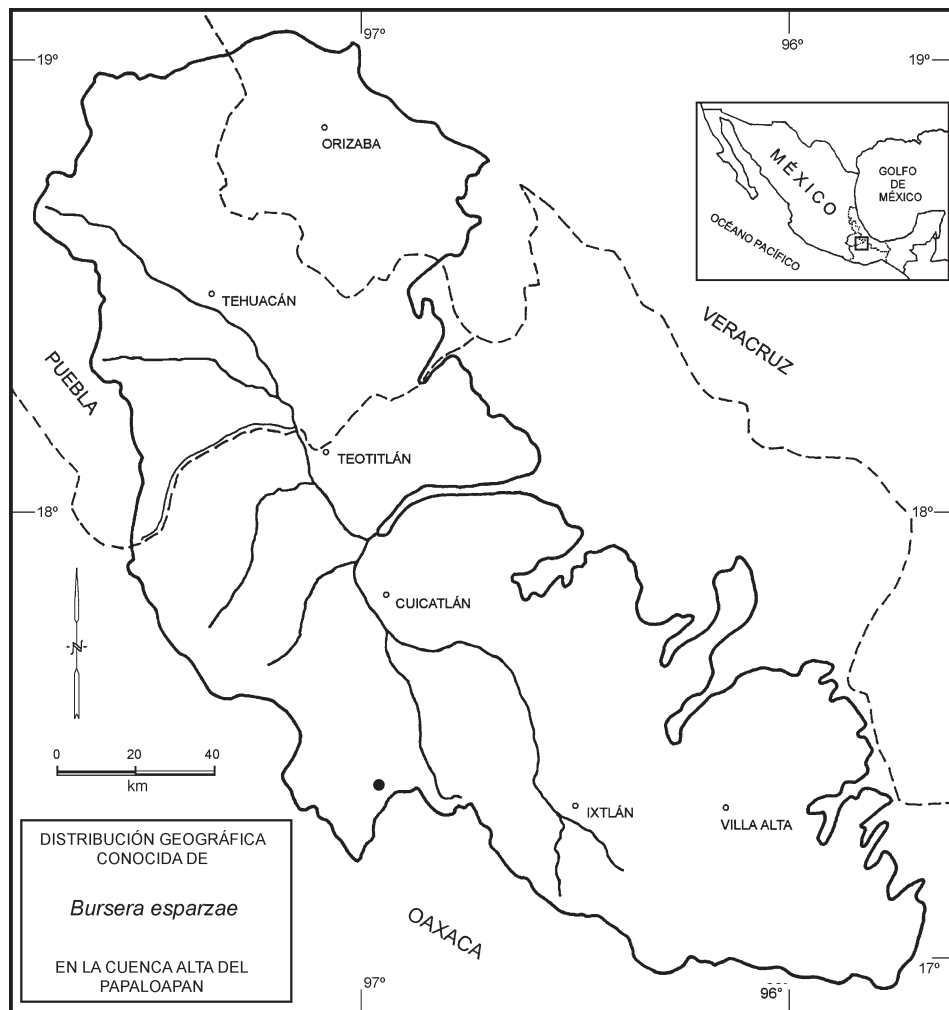 97º
96º
19º
19º
ORIZABA
MÉXICO
GOLFO
DE
MÉXICO
OCÉANO PACÍFICO
TEHUACÁN
VERACRUZ
PUEBLA
TEOTITLÁN
18º
18º
CUICATLÁN
N
0 20 40
km
IXTLÁN
VILLA ALTA
DISTRIBUCIÓN GEOGRÁFICA
CONOCIDA DE
Bursera esparzae
EN LA CUENCA ALTA DEL
PAPALOAPAN
OAXACA
17º
97º
96º